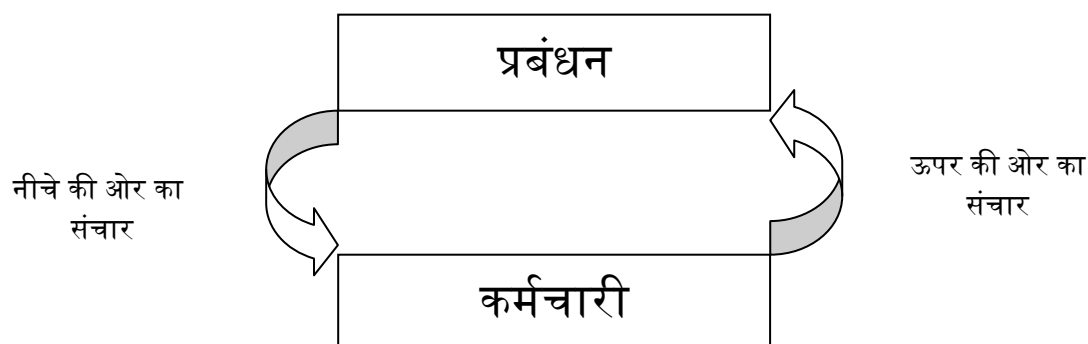 प्रबंधन
नीचे की ओर का
संचार
ऊपर की ओर का
संचार
कर्मचारी